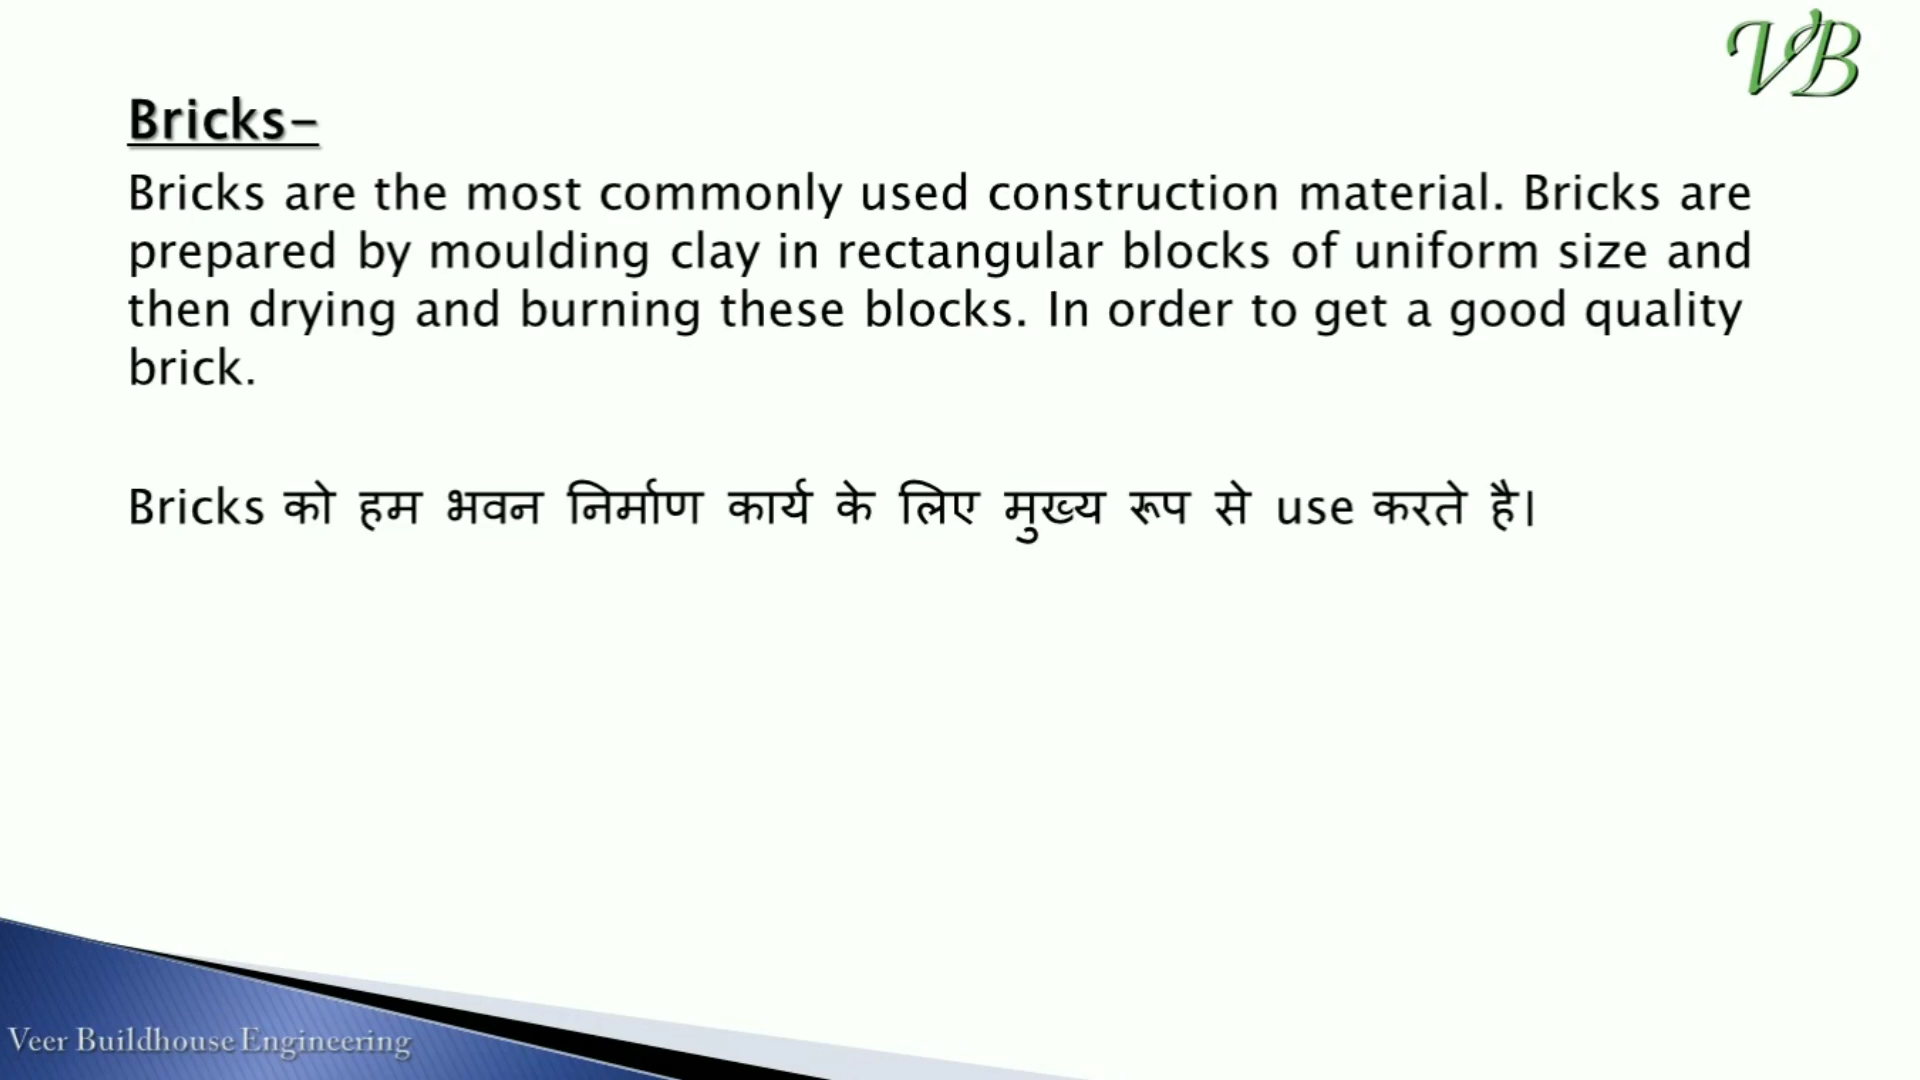 VB
Bricks-
Bricks are the most commonly used construction material. Bricks are
prepared by moulding clay in rectangular blocks of uniform size and
then drying and burning these blocks. In order to get a good quality
brick.
Bricks को हम भवन निर्माण कार्य के लिए मुख्य रूप से use करते है।
Veer Buildhouse Engineering